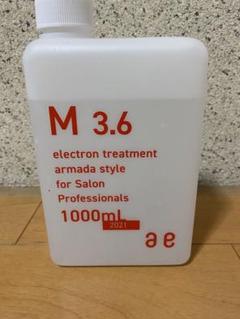 M 3.6
electron treatment
armada style
for Salon
Professionals
1000mL
2021
ae